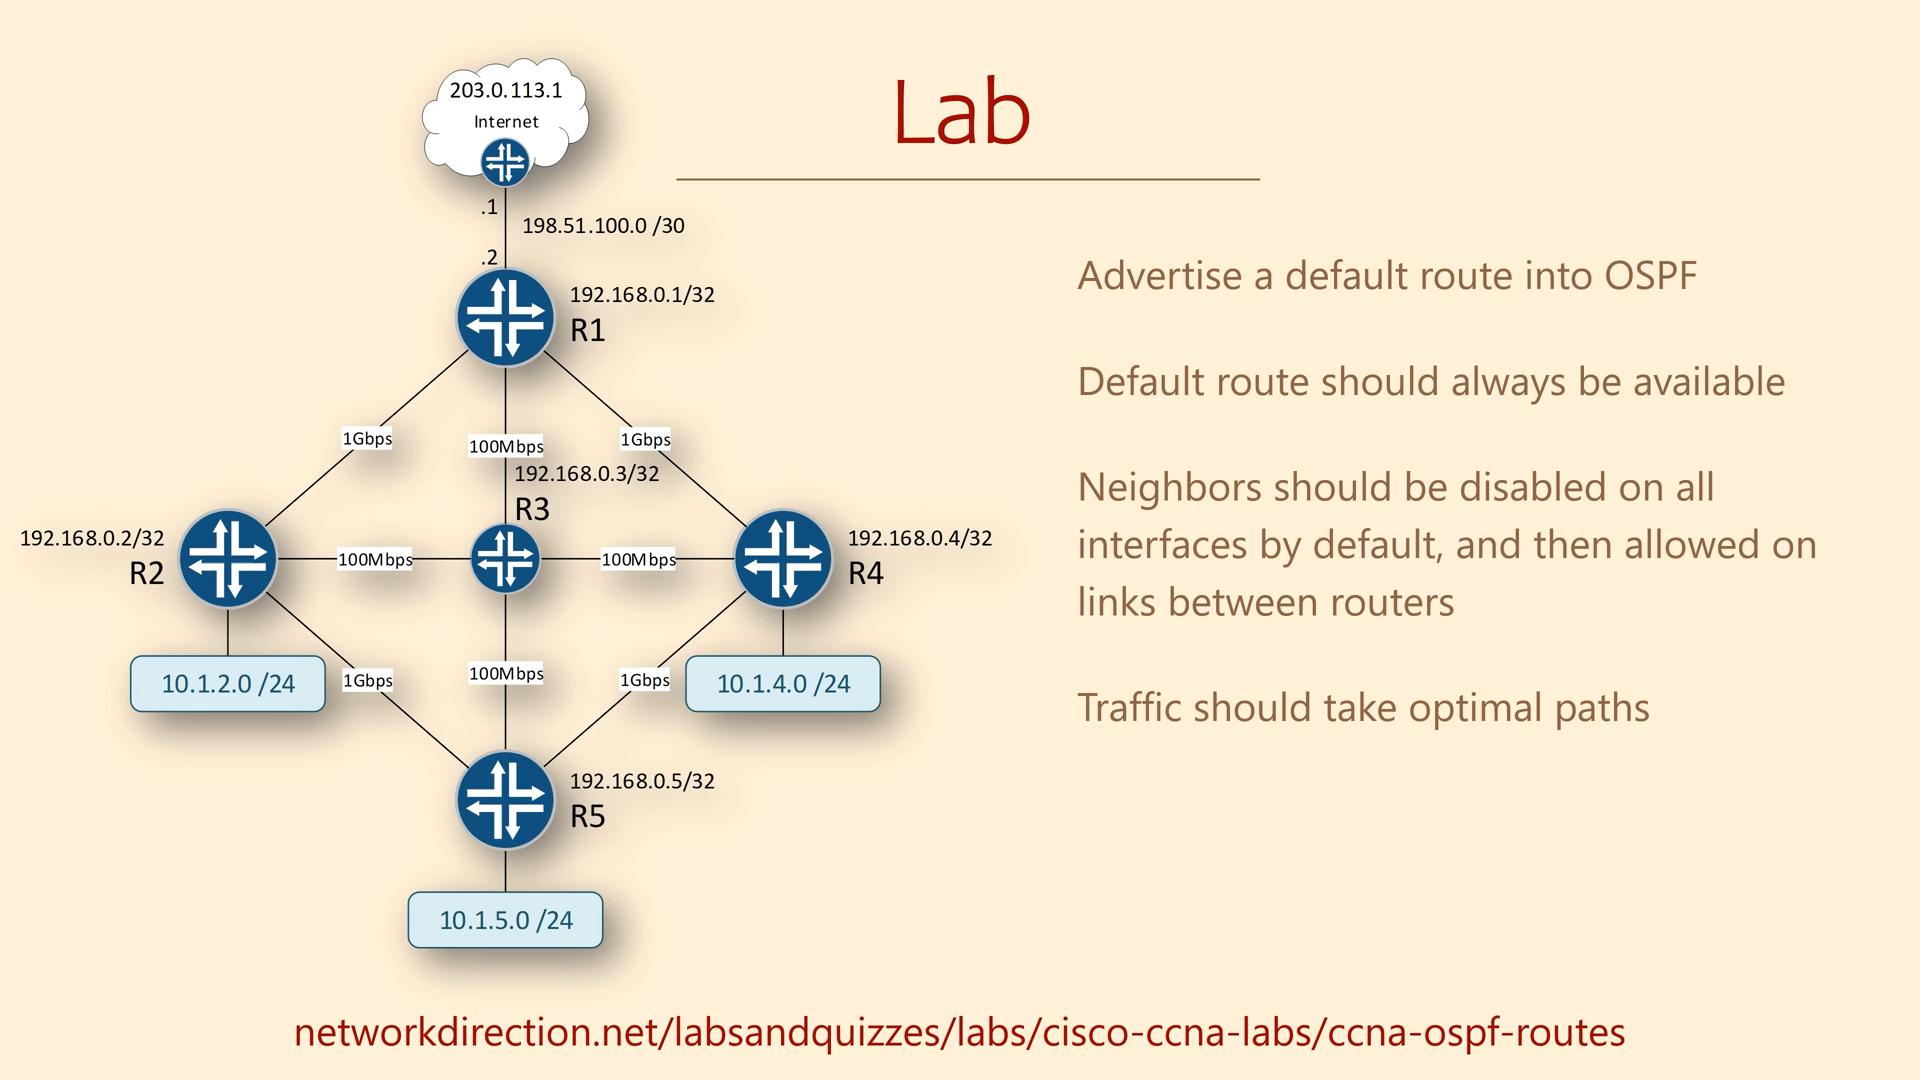 Lab
203.0.113.1
Internet
.1
198.51.100.0 /30
.2
192.168.0.1/32
R1
1Gbps
100Mbps
1Gbps
192.168.0.3/32
R3
192.168.0.2/32
R2
100Mbps
100Mbps
192.168.0.4/32
R4
10.1.2.0 /24
1Gbps
100Mbps
1Gbps
10.1.4.0 /24
192.168.0.5/32
R5
10.1.5.0 /24
Advertise a default route into OSPF
Default route should always be available
Neighbors should be disabled on all
interfaces by default, and then allowed on
links between routers
Traffic should take optimal paths
networkdirection.net/labsandquizzes/labs/cisco-ccna-labs/ccna-ospf-routes